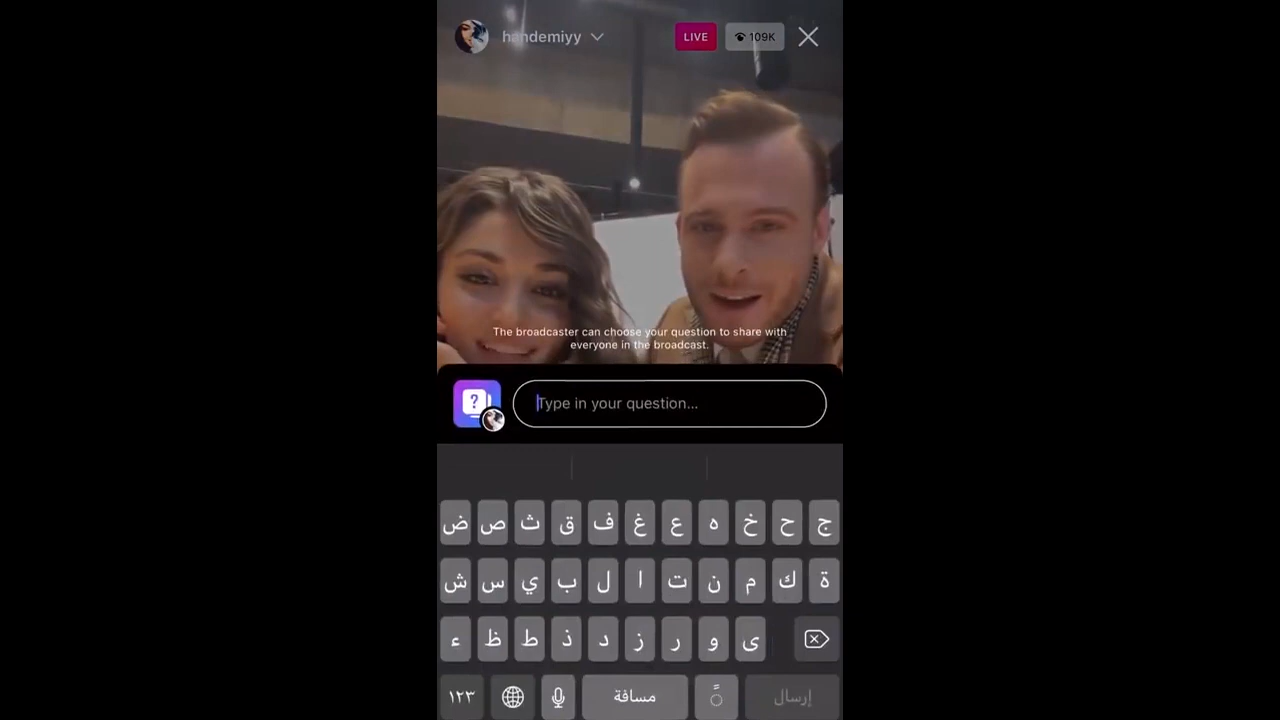 handemiyy
LIVE
109K
The broadcaster can choose your question to share with
everyone in the broadcast.
?
Type in your question...
ض ص ث ق ف غ ع ه خ ح ج
ش س ي ب ل ا ت ن م ك ة
ء ظ ط ذ د ز ر و ى
١٢٣ مسافة إرسال